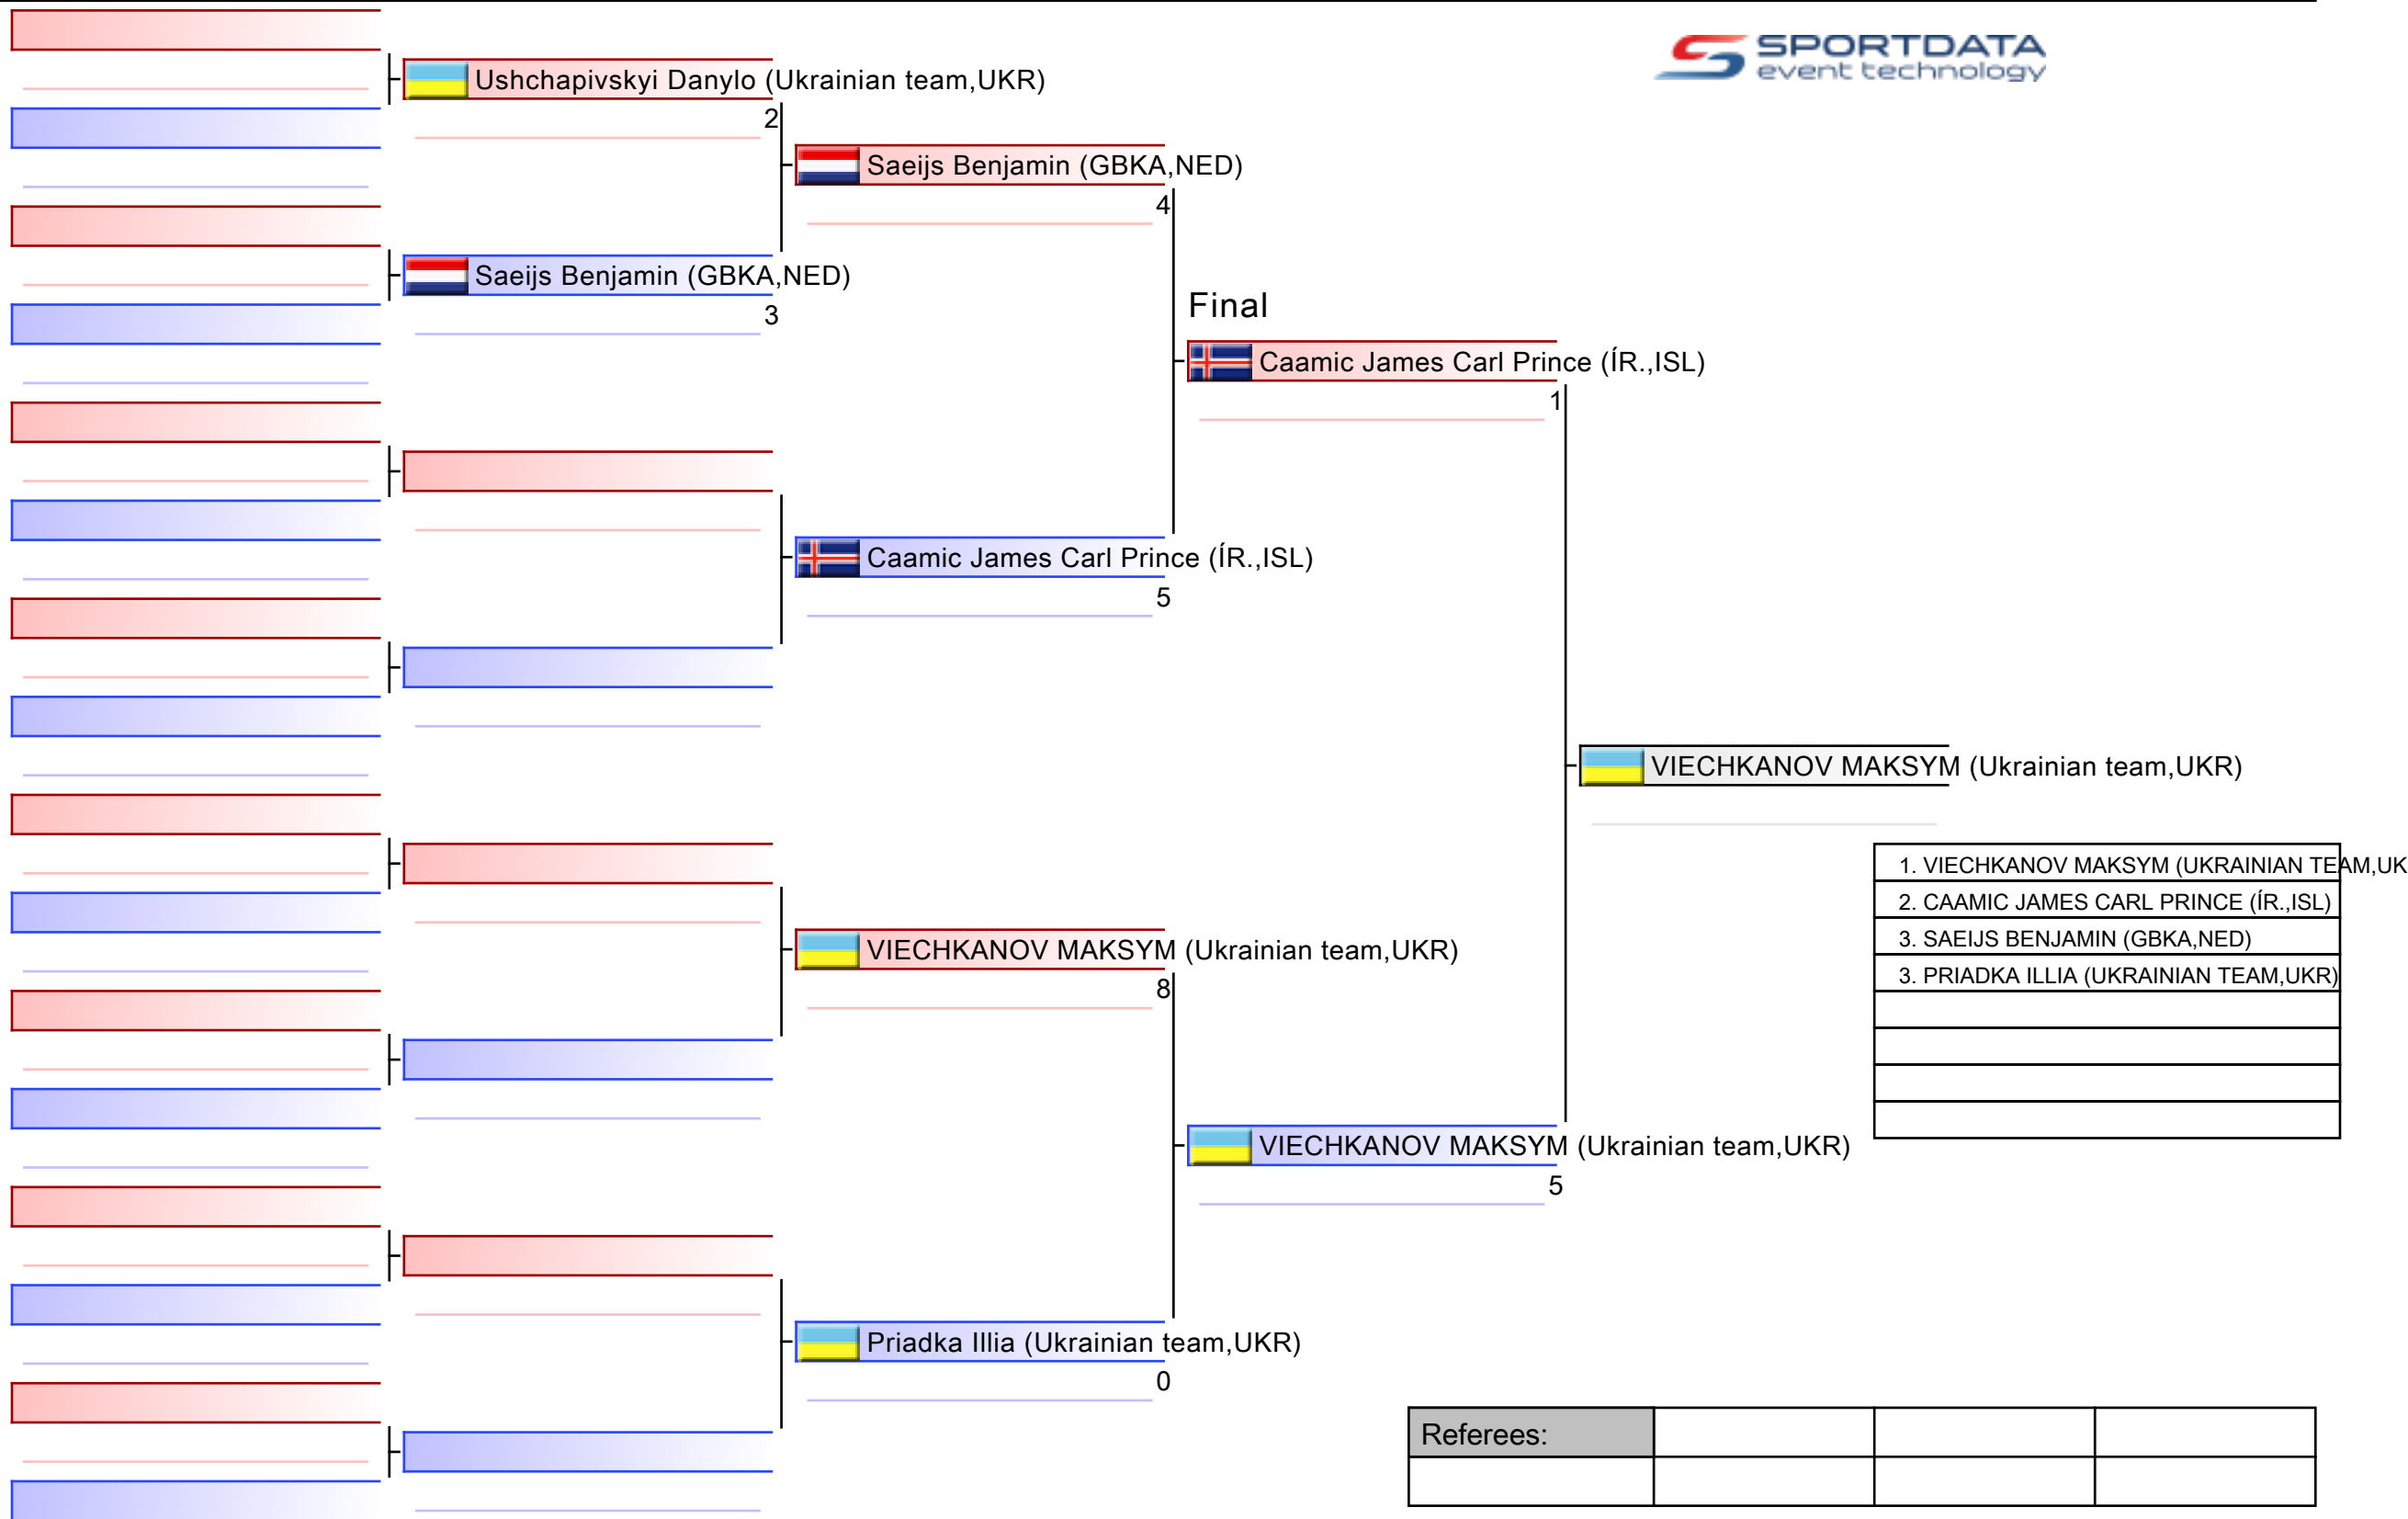 SPORTDATA
event technology
Ushchapivskyi Danylo (Ukrainian team,UKR)
2
Saeijs Benjamin (GBKA,NED)
4
Saeijs Benjamin (GBKA,NED)
3
Final
Caamic James Carl Prince (ÍR.,ISL)
1
Caamic James Carl Prince (ÍR.,ISL)
5
VIECHKANOV MAKSYM (Ukrainian team,UKR)
1. VIECHKANOV MAKSYM (UKRAINIAN TEAM,UK
2. CAAMIC JAMES CARL PRINCE (ÍR.,ISL)
3. SAEIJS BENJAMIN (GBKA,NED)
3. PRIADKA ILLIA (UKRAINIAN TEAM,UKR)
VIECHKANOV MAKSYM (Ukrainian team,UKR)
8
VIECHKANOV MAKSYM (Ukrainian team,UKR)
5
Priadka Illia (Ukrainian team,UKR)
0
Referees: